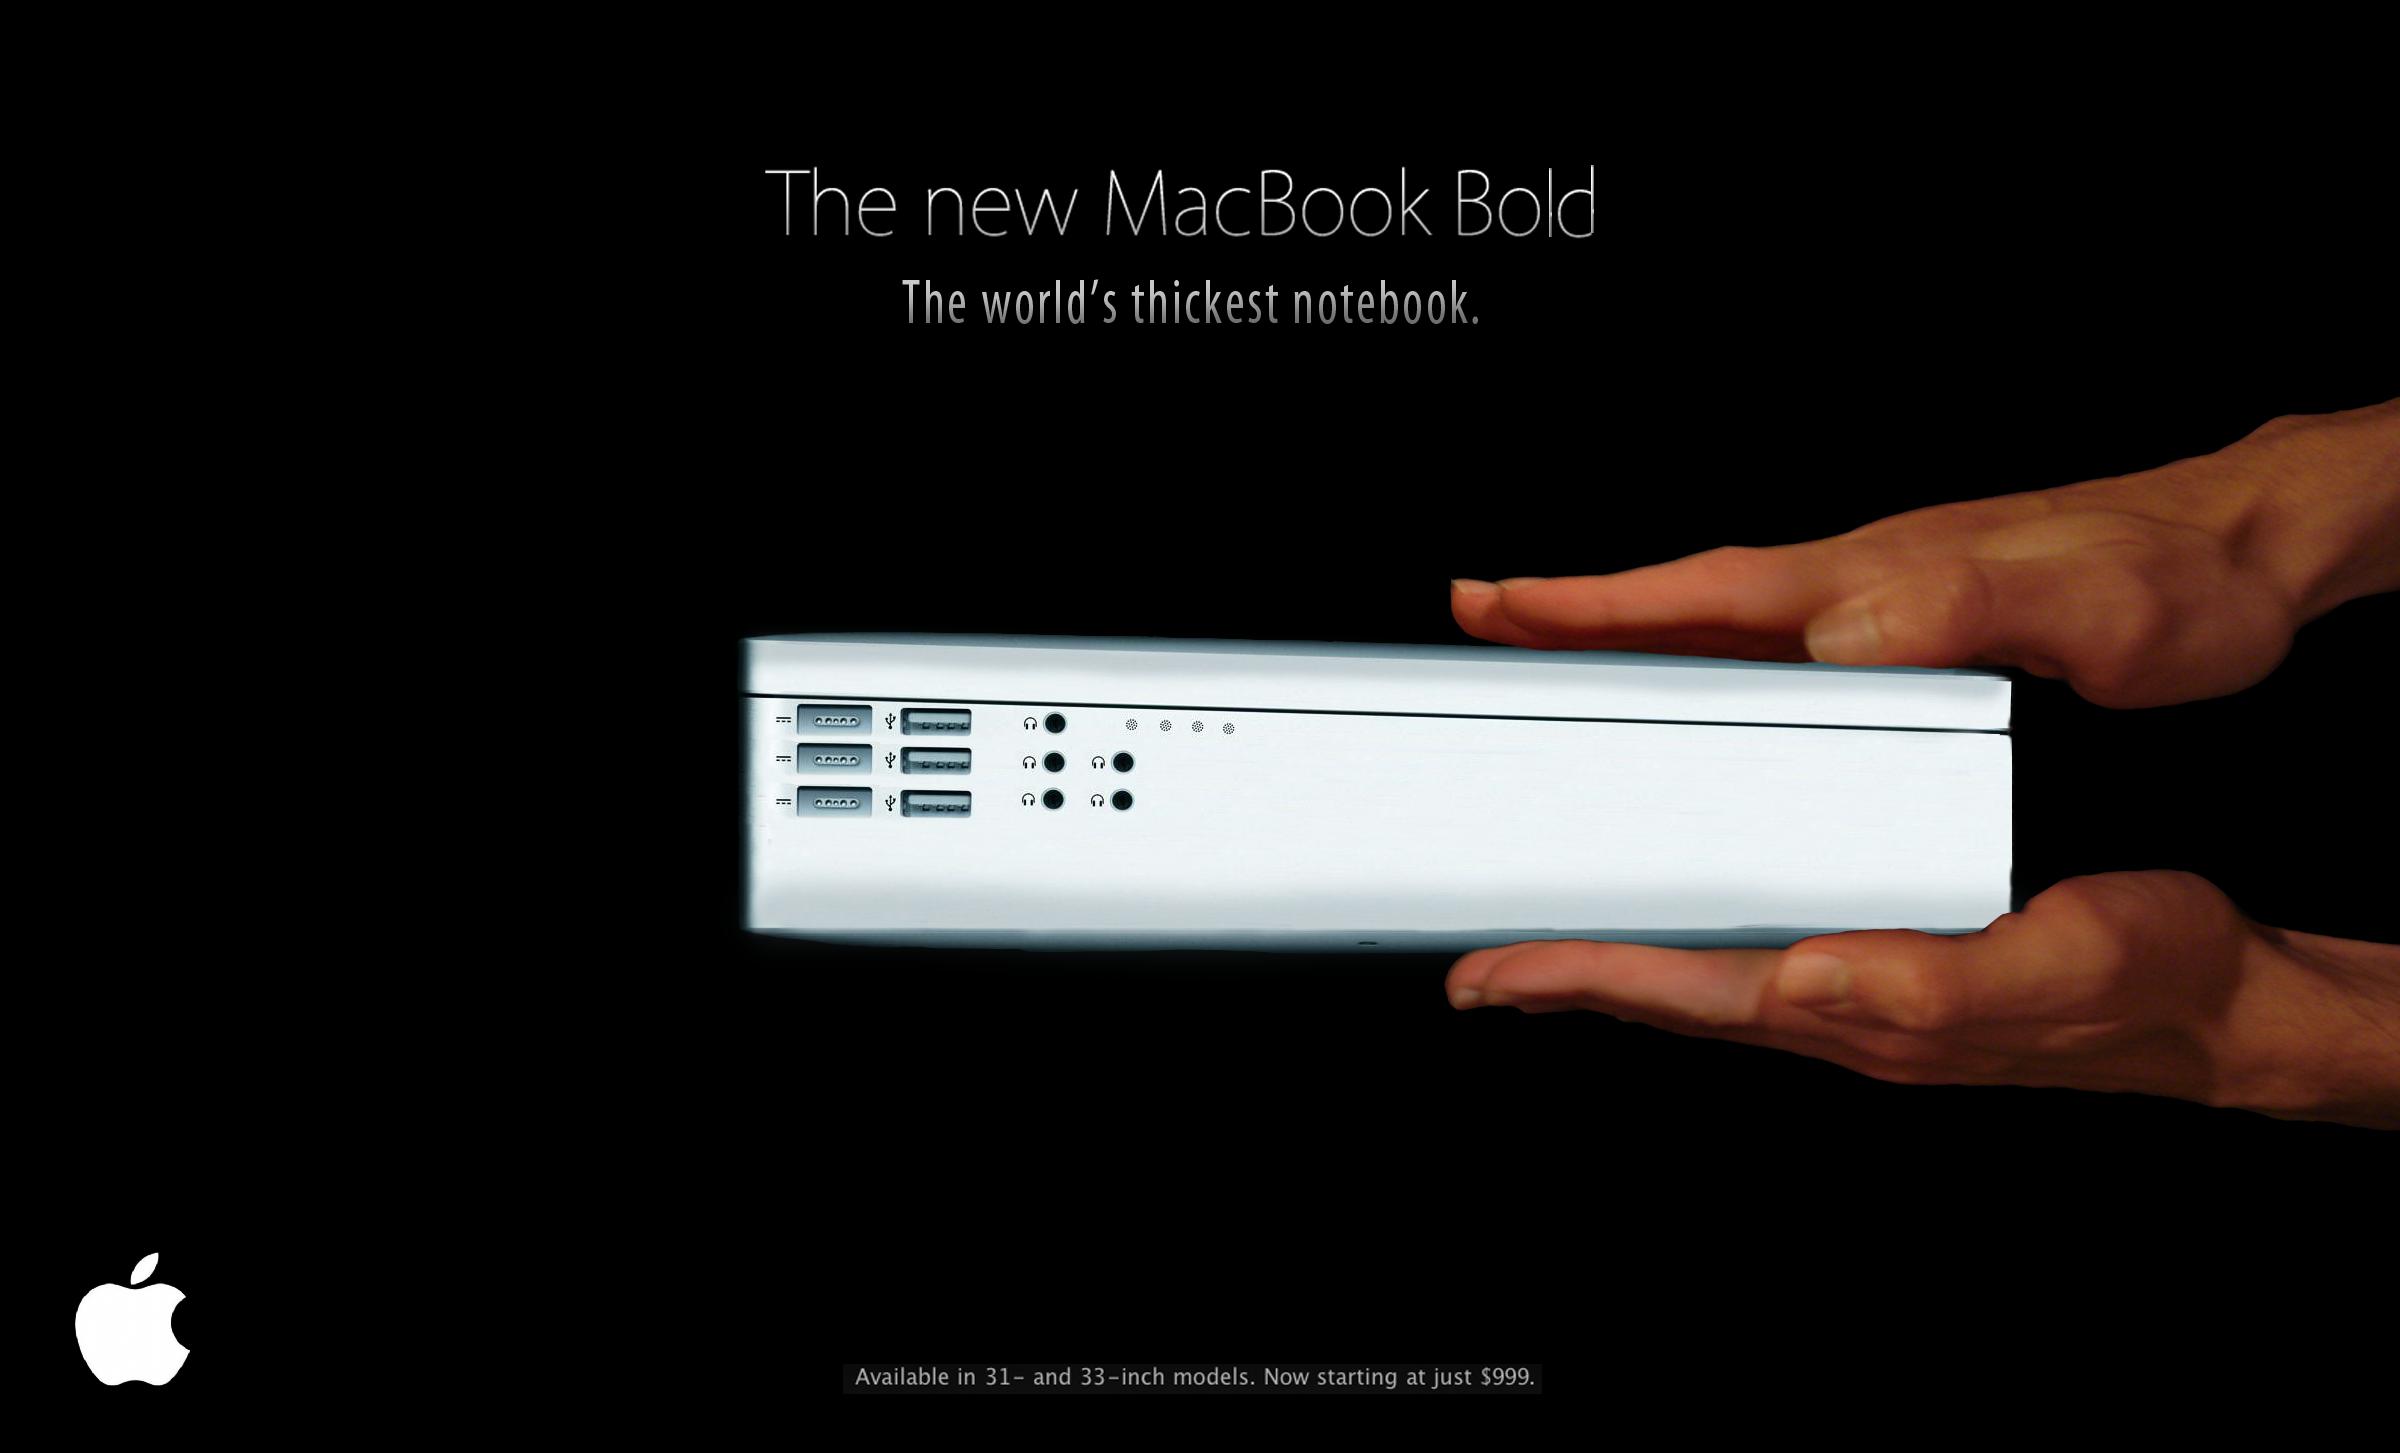 The new MacBook Bold
The world's thickest notebook.
Available in 31- and 33-inch models. Now starting at just $999.